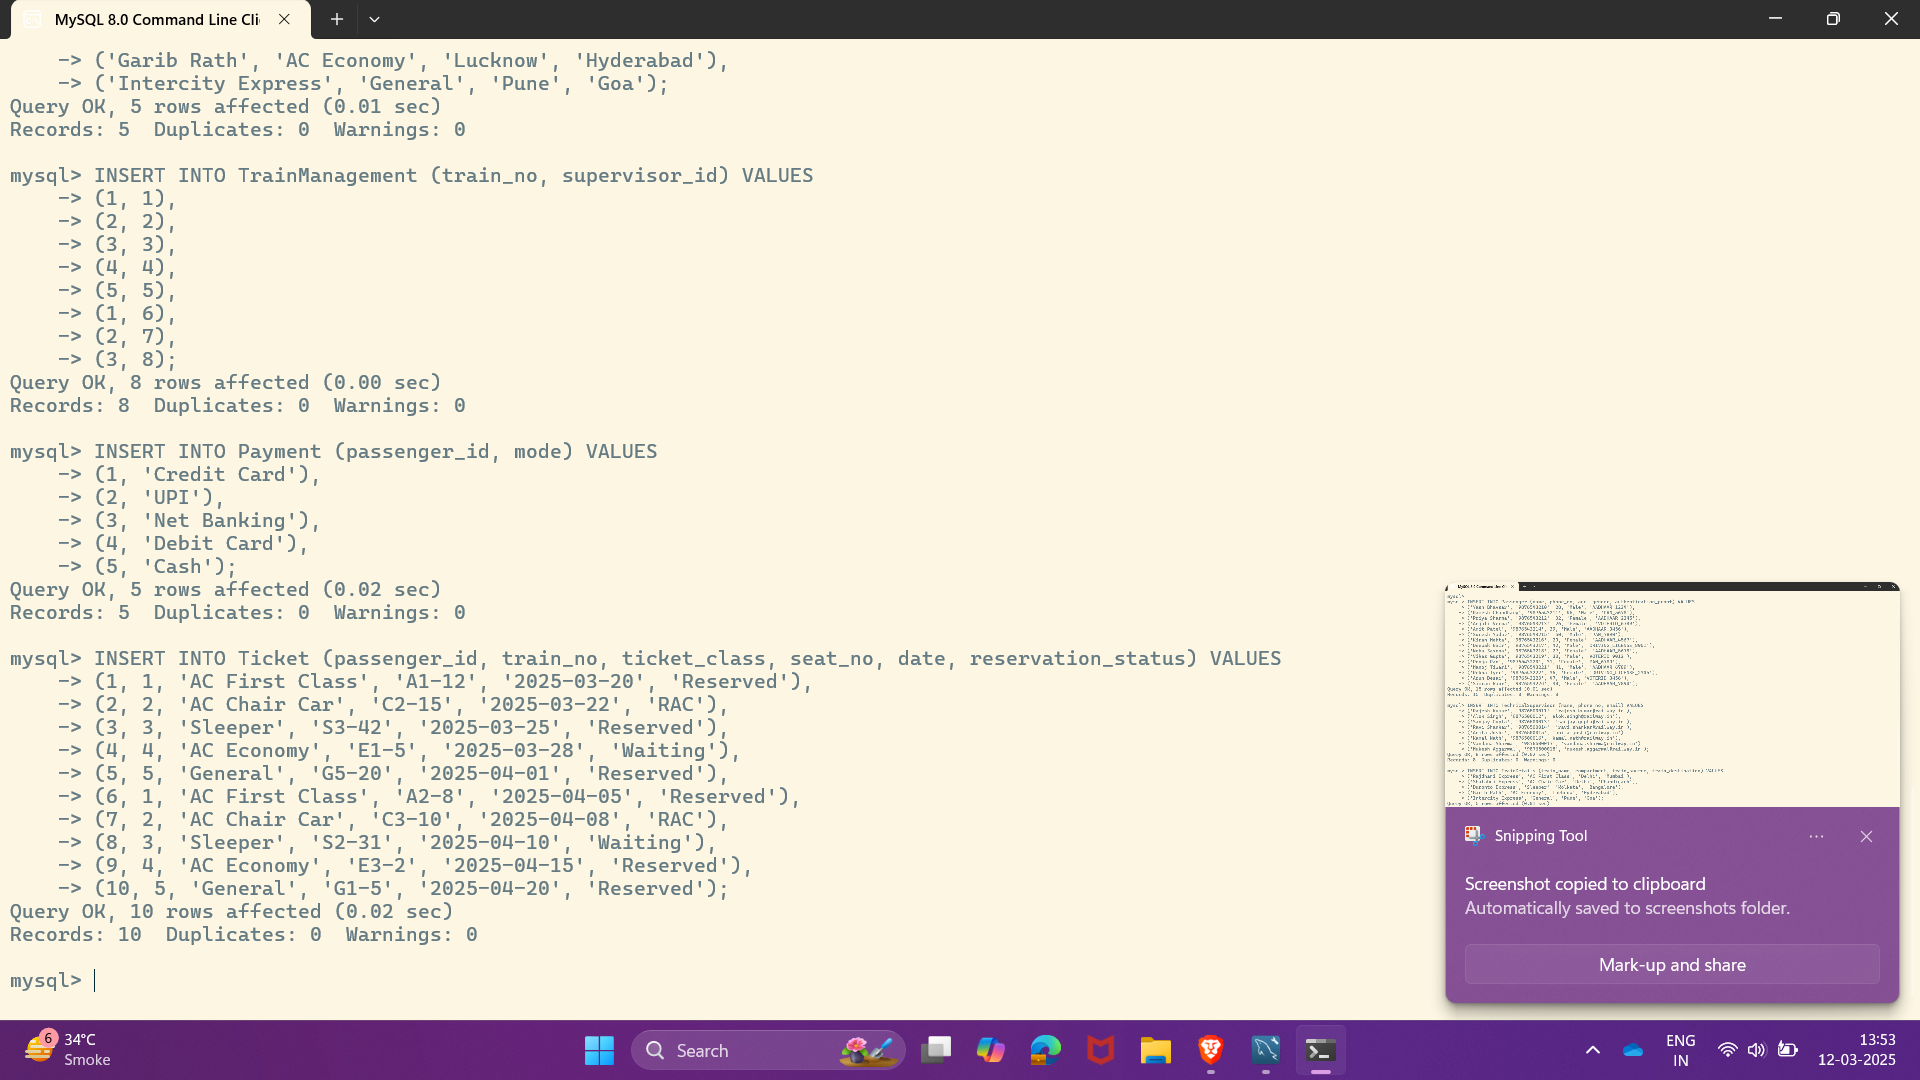 MySQL 8.0 Command Line Cli
-> ('Garib Rath', 'AC Economy', 'Lucknow', 'Hyderabad'),
-> ('Intercity Express', 'General', 'Pune', 'Goa');
Query OK, 5 rows affected (0.01 sec)
Records: 5  Duplicates: 0  Warnings: 0
mysql> INSERT INTO TrainManagement (train_no, supervisor_id) VALUES
-> (1, 1),
-> (2, 2),
-> (3, 3),
-> (4, 4),
-> (5, 5),
-> (1, 6),
-> (2, 7),
-> (3, 8);
Query OK, 8 rows affected (0.00 sec)
Records: 8  Duplicates: 0  Warnings: 0
mysql> INSERT INTO Payment (passenger_id, mode) VALUES
-> (1, 'Credit Card'),
-> (2, 'UPI'),
-> (3, 'Net Banking'),
-> (4, 'Debit Card'),
-> (5, 'Cash');
Query OK, 5 rows affected (0.02 sec)
Records: 5  Duplicates: 0  Warnings: 0
mysql> INSERT INTO Ticket (passenger_id, train_no, ticket_class, seat_no, date, reservation_status) VALUES
-> (1, 1, 'AC First Class', 'A1-12', '2025-03-20', 'Reserved'),
-> (2, 2, 'AC Chair Car', 'C2-15', '2025-03-22', 'RAC'),
-> (3, 3, 'Sleeper', 'S3-42', '2025-03-25', 'Reserved'),
-> (4, 4, 'AC Economy', 'E1-5', '2025-03-28', 'Waiting'),
-> (5, 5, 'General', 'G5-20', '2025-04-01', 'Reserved'),
-> (6, 1, 'AC First Class', 'A2-8', '2025-04-05', 'Reserved'),
-> (7, 2, 'AC Chair Car', 'C3-10', '2025-04-08', 'RAC'),
-> (8, 3, 'Sleeper', 'S2-31', '2025-04-10', 'Waiting'),
-> (9, 4, 'AC Economy', 'E3-2', '2025-04-15', 'Reserved'),
-> (10, 5, 'General', 'G1-5', '2025-04-20', 'Reserved');
Query OK, 10 rows affected (0.02 sec)
Records: 10  Duplicates: 0  Warnings: 0
mysql>
Snipping Tool
Screenshot copied to clipboard
Automatically saved to screenshots folder.
Mark-up and share
6
34°C
Smoke
Search
ENG
IN
13:53
12-03-2025